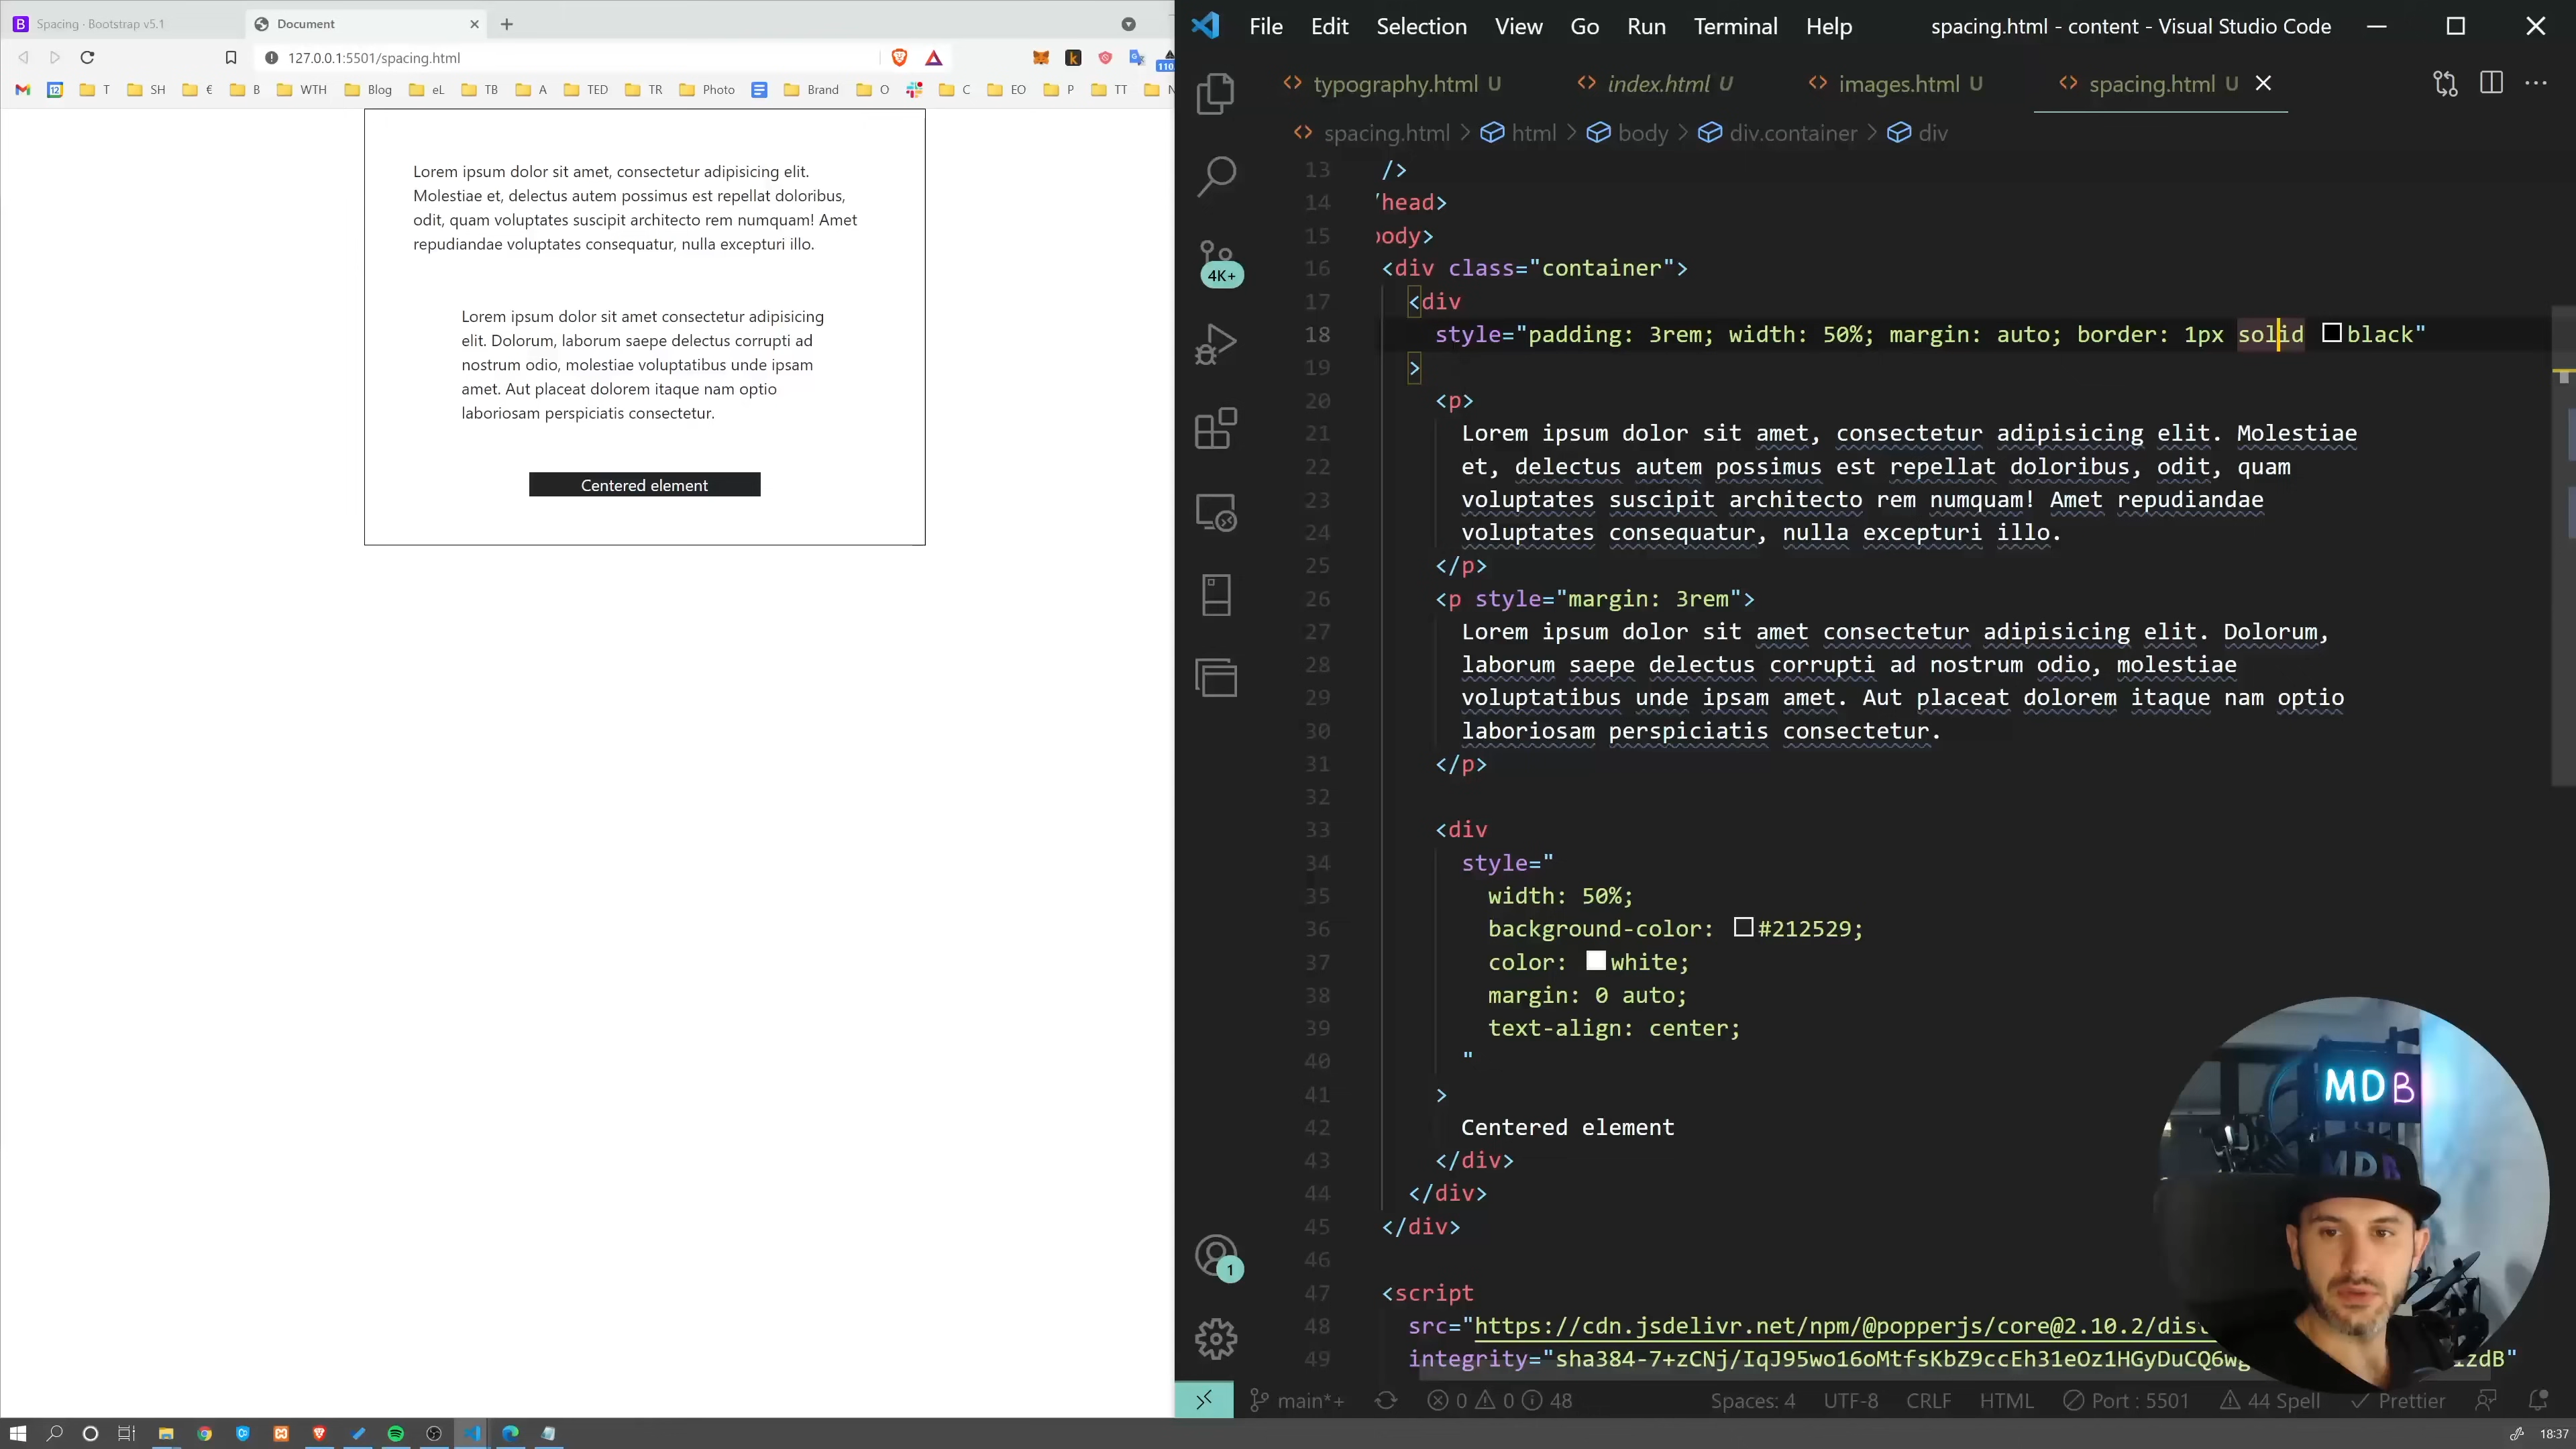 Spacing · Bootstrap v5.1
Document
127.0.0.1:5501/spacing.html
T
SH
€
B
WTH
Blog
eL
TB
A
TED
TR
Photo
Brand
O
C
EO
P
TT
Lorem ipsum dolor sit amet, consectetur adipisicing elit.
Molestiae et, delectus autem possimus est repellat doloribus,
odit, quam voluptates suscipit architecto rem numquam! Amet
repudiandae voluptates consequatur, nulla excepturi illo.
Lorem ipsum dolor sit amet consectetur adipisicing
elit. Dolorum, laborum saepe delectus corrupti ad
nostrum odio, molestiae voluptatibus unde ipsam
amet. Aut placeat dolorem itaque nam optio
laboriosam perspiciatis consectetur.
Centered element
File Edit Selection View Go Run Terminal Help
spacing.html - content - Visual Studio Code
typography.html U
index.html U
images.html U
spacing.html U
spacing.html > html > body > div.container > div
4K+
1
13 />
14 head>
15 body>
16 <div class="container">
17 <div
18 style="padding: 3rem; width: 50%; margin: auto; border: 1px solid black"
19 >
20 <p>
21 Lorem ipsum dolor sit amet, consectetur adipisicing elit. Molestiae
22 et, delectus autem possimus est repellat doloribus, odit, quam
23 voluptates suscipit architecto rem numquam! Amet repudiandae
24 voluptates consequatur, nulla excepturi illo.
25 </p>
26 <p style="margin: 3rem">
27 Lorem ipsum dolor sit amet consectetur adipisicing elit. Dolorum,
28 laborum saepe delectus corrupti ad nostrum odio, molestiae
29 voluptatibus unde ipsam amet. Aut placeat dolorem itaque nam optio
30 laboriosam perspiciatis consectetur.
31 </p>
32
33 <div
34 style="
35 width: 50%;
36 background-color: #212529;
37 color: white;
38 margin: 0 auto;
39 text-align: center;
40 "
41 >
42 Centered element
43 </div>
44 </div>
45 </div>
46
47 <script
48 src="https://cdn.jsdelivr.net/npm/@popperjs/core@2.10.2/dist
49 integrity="sha384-7+zCNj/IqJ95wo16oMtfsKbZ9ccEh31eOz1HGyDuCQ6wg
zdB"
MDB
MDB
main*+
0 0 48
Spaces: 4
UTF-8
CRLF
HTML
Port : 5501
44 Spell
Prettier
18:37